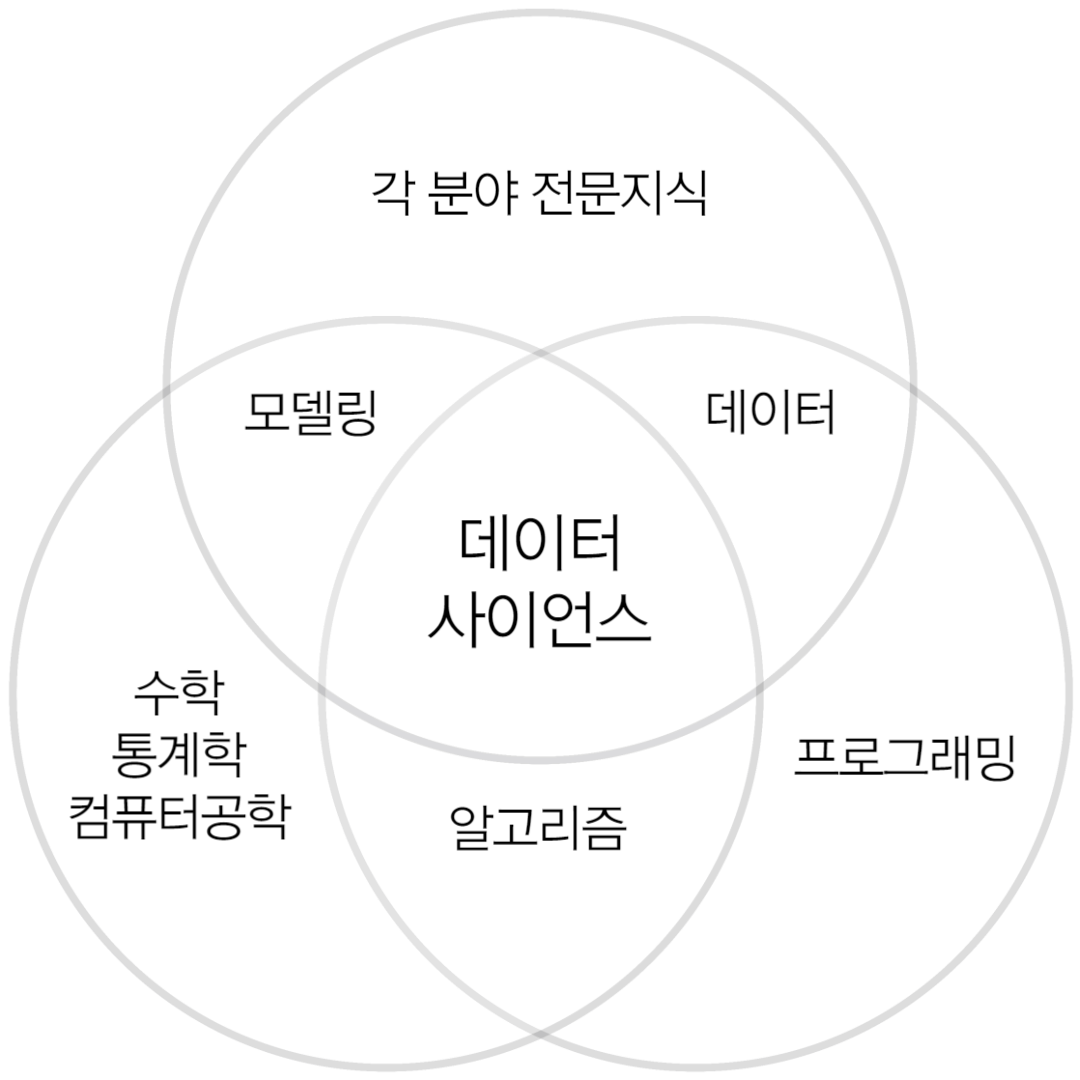 각 분야 전문지식
모델링
데이터
데이터
사이언스
수학
통계학
컴퓨터공학
프로그래밍
알고리즘